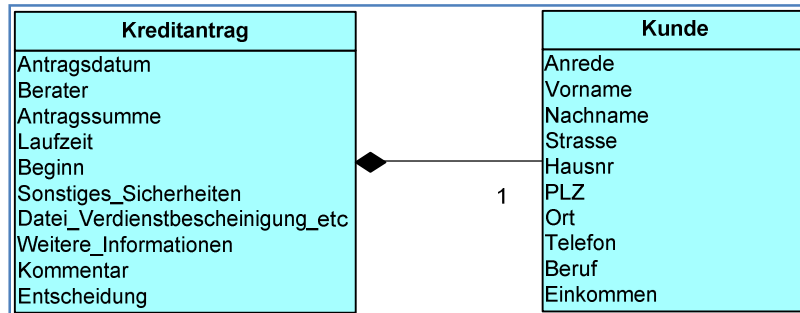 Kreditantrag
Antragsdatum
Berater
Antragssumme
Laufzeit
Beginn
Sonstiges_Sicherheiten
Datei_Verdienstbescheinigung_etc
Weitere_Informationen
Kommentar
Entscheidung
1
Kunde
Anrede
Vorname
Nachname
Strasse
Hausnr
PLZ
Ort
Telefon
Beruf
Einkommen